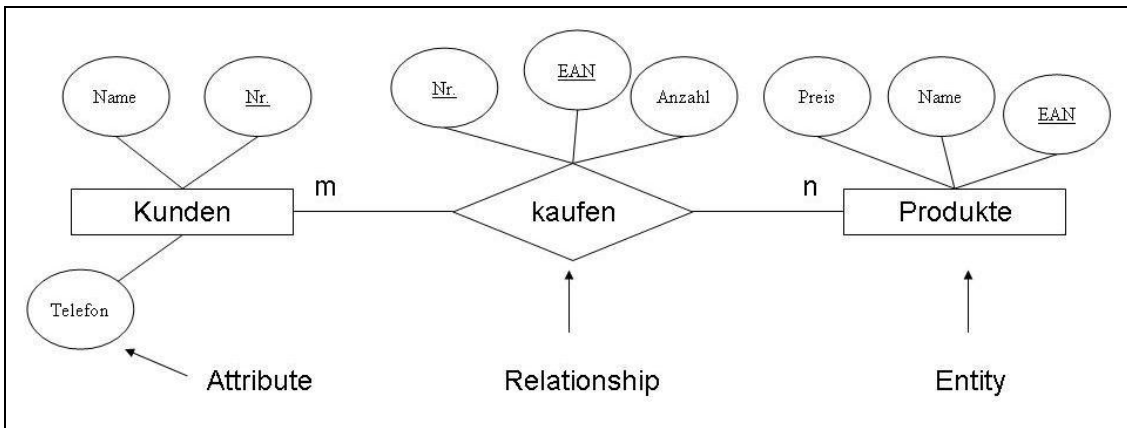 Name
Nr.
Nr.
EAN
Anzahl
Preis
Name
EAN
Kunden
m
kaufen
n
Produkte
Telefon
Attribute
Relationship
Entity